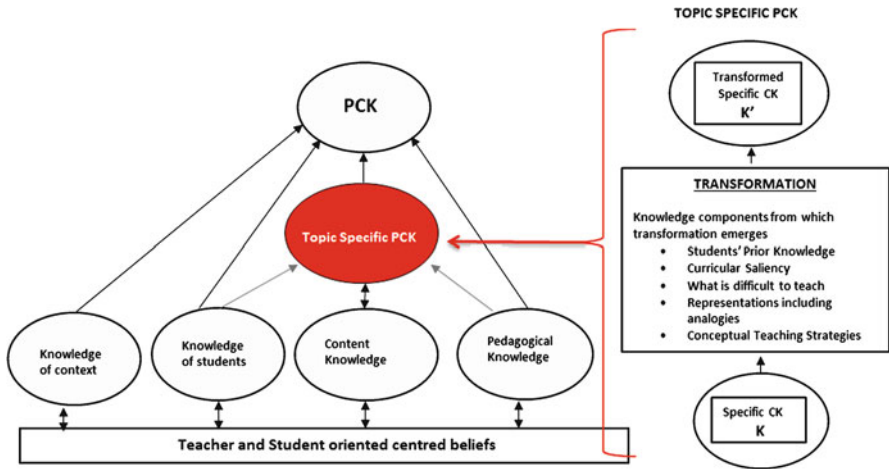 TOPIC SPECIFIC PCK
PCK
Topic Specific PCK
Knowledge
of context
Knowledge
of students
Content
Knowledge
Pedagogical
Knowledge
Teacher and Student oriented centred beliefs
Transformed
Specific CK
K'
TRANSFORMATION
Knowledge components from which
transformation emerges
• Students' Prior Knowledge
• Curricular Saliency
• What is difficult to teach
• Representations including
analogies
• Conceptual Teaching Strategies
Specific CK
K